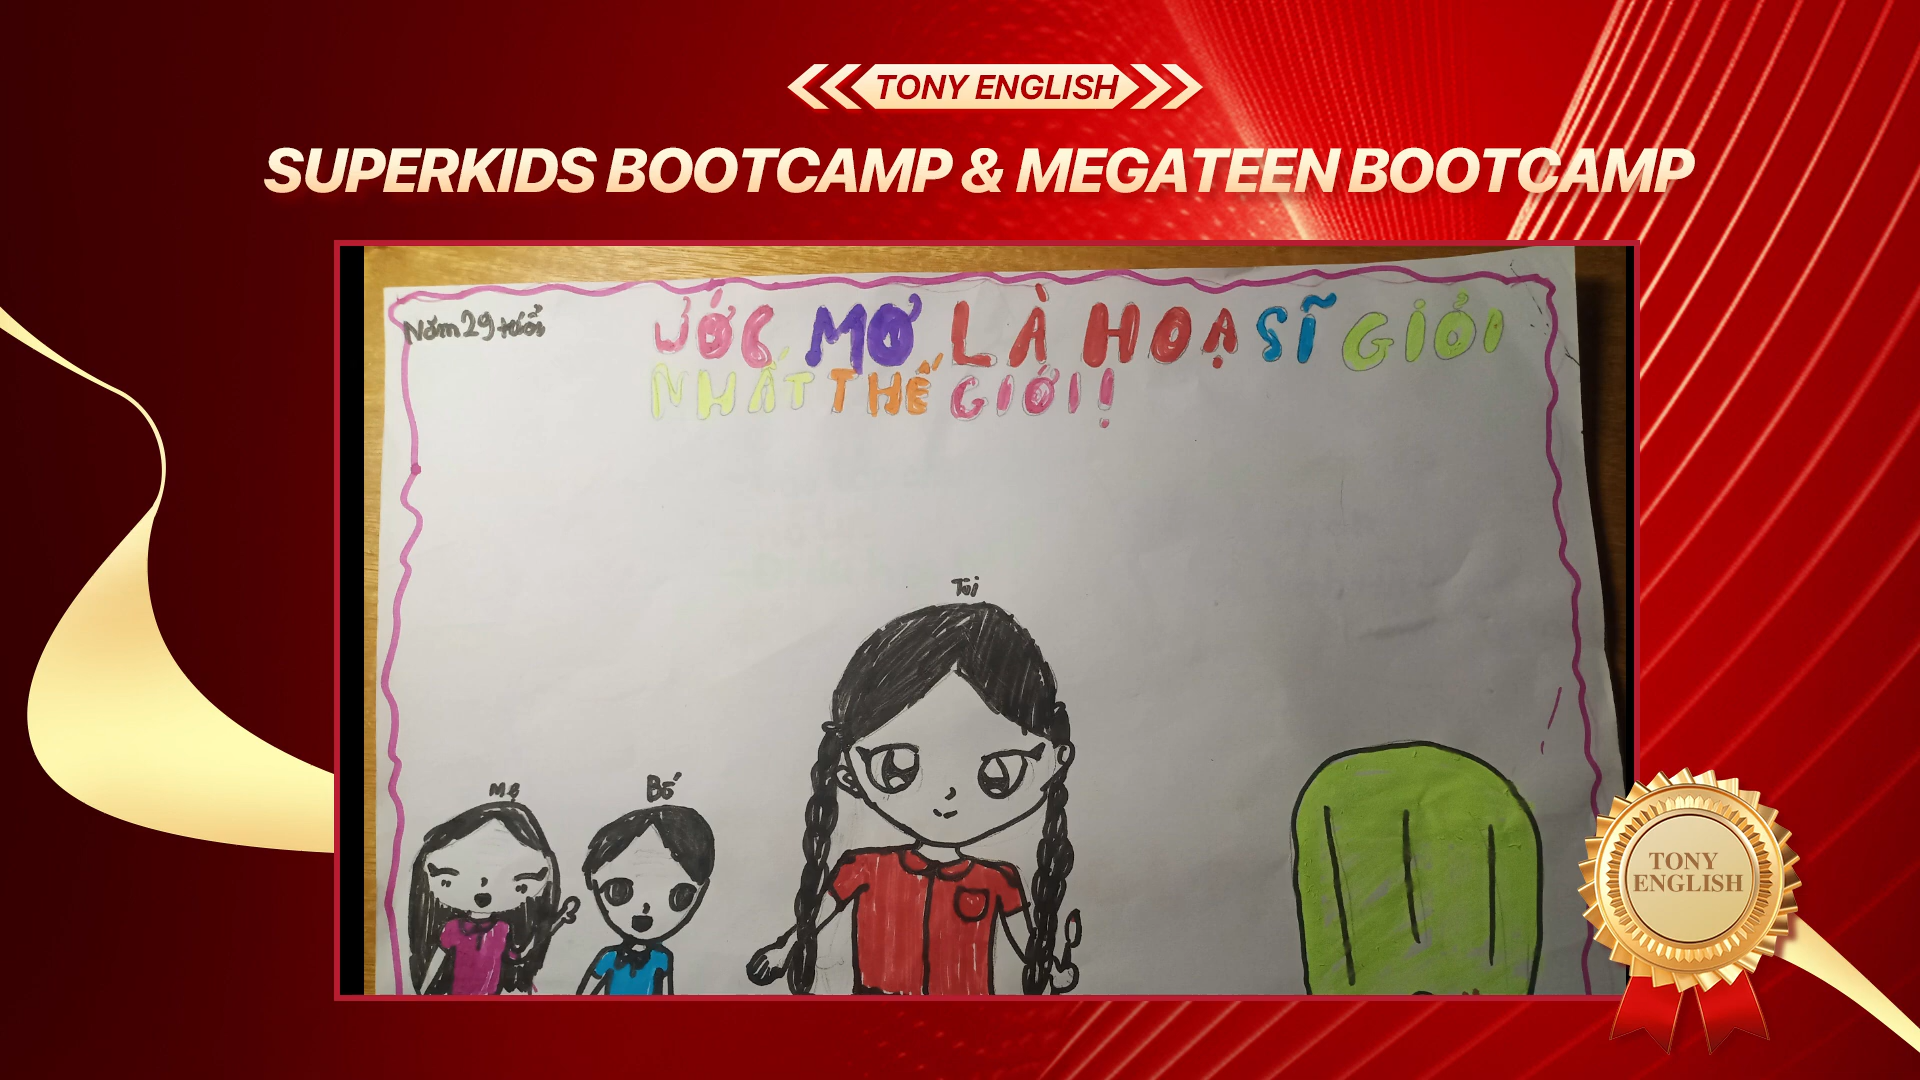 TONY ENGLISH
SUPERKIDS BOOTCAMP & MEGATEEN BOOTCAMP
Năm 29 tuổi
ƯỚC MƠ LÀ HOẠ SĨ GIỎI
NHẤT THẾ GIỚI!
Tôi
Mẹ
Bố
TONY
ENGLISH